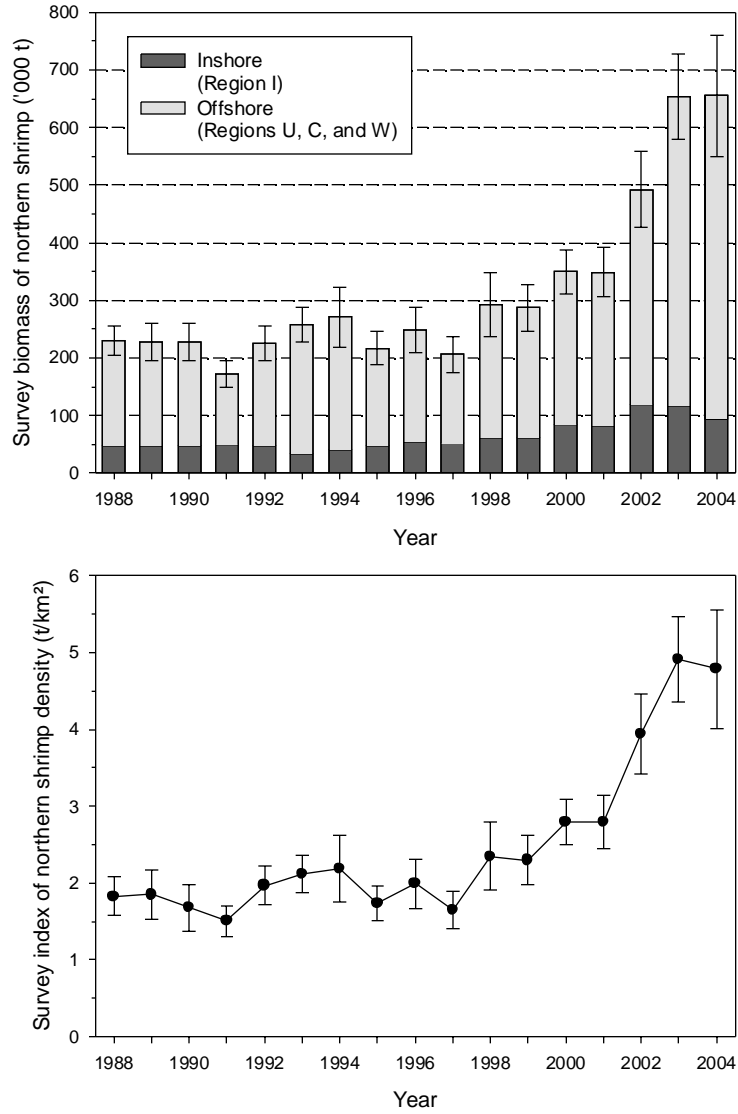 Survey biomass of northern shrimp ('000 t)
800
700
600
500
400
300
200
100
0
Inshore
(Region I)
Offshore
(Regions U, C, and W)
1988 1990 1992 1994 1996 1998 2000 2002 2004
Year
Survey index of northern shrimp density (t/km²)
6
5
4
3
2
1
0
1988 1990 1992 1994 1996 1998 2000 2002 2004
Year